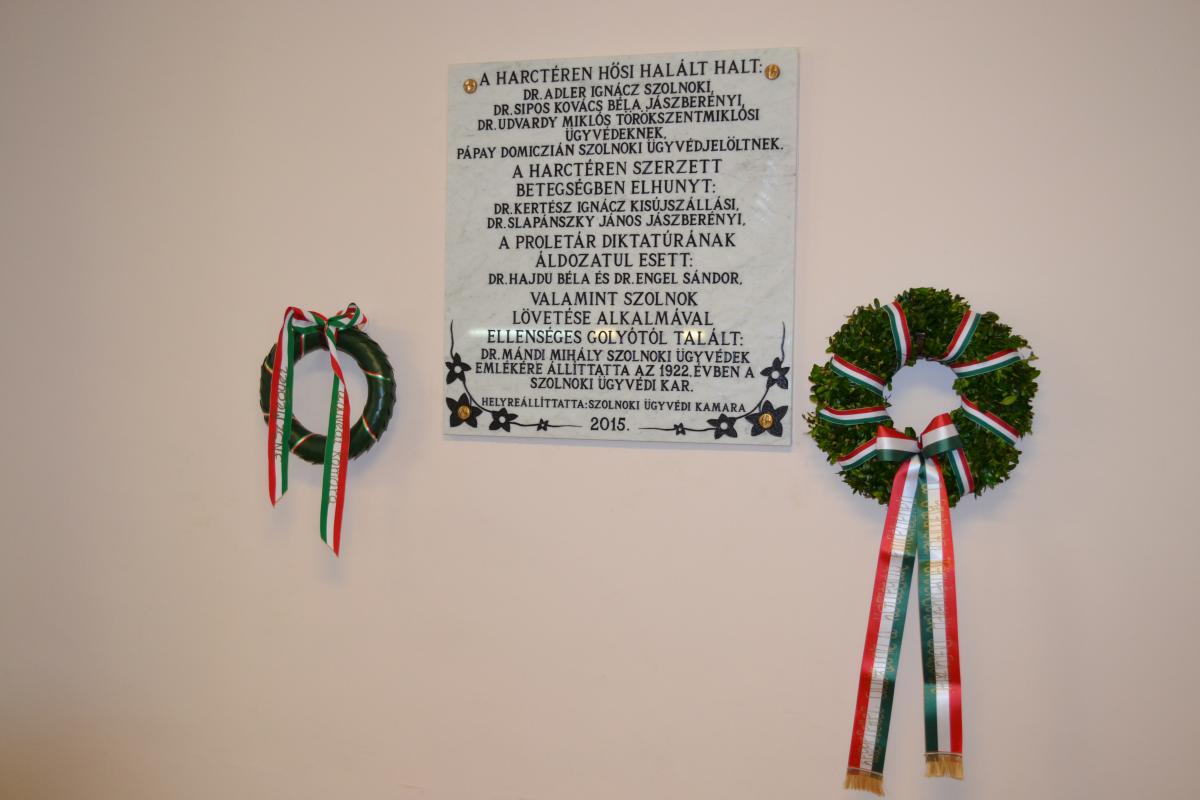 A HARCTÉREN HŐSI HALÁLT HALT:
DR. ADLER IGNÁCZ SZOLNOKI,
DR. SIPOS KOVÁCS BÉLA JÁSZBERÉNYI,
DR. UDVARDY MIKLÓS TÖRÖKSZENTMIKLÓSI
ÜGYVÉDEKNEK,
PÁPAY DOMICZIÁN SZOLNOKI ÜGYVÉDJELÖLTNEK.
A HARCTÉREN SZERZETT
BETEGSÉGBEN ELHUNYT:
DR. KERTÉSZ IGNÁCZ KISÚJSZÁLLÁSI,
DR. SLAPÁNSZKY JÁNOS JÁSZBERÉNYI,
A PROLETÁR DIKTATÚRÁNAK
ÁLDOZATUL ESETT:
DR. HAJDU BÉLA ÉS DR. ENGEL SÁNDOR,
VALAMINT SZOLNOK
LÖVETÉSE ALKALMÁVAL
ELLENSÉGES GOLYÓTÓL TALÁLT:
DR. MÁNDI MIHÁLY SZOLNOKI ÜGYVÉDEK
EMLÉKÉRE ÁLLÍTTATTA AZ 1922. ÉVBEN A
SZOLNOKI ÜGYVÉDI KAR.
HELYREÁLLÍTTATTA: SZOLNOKI ÜGYVÉDI KAMARA
2015.